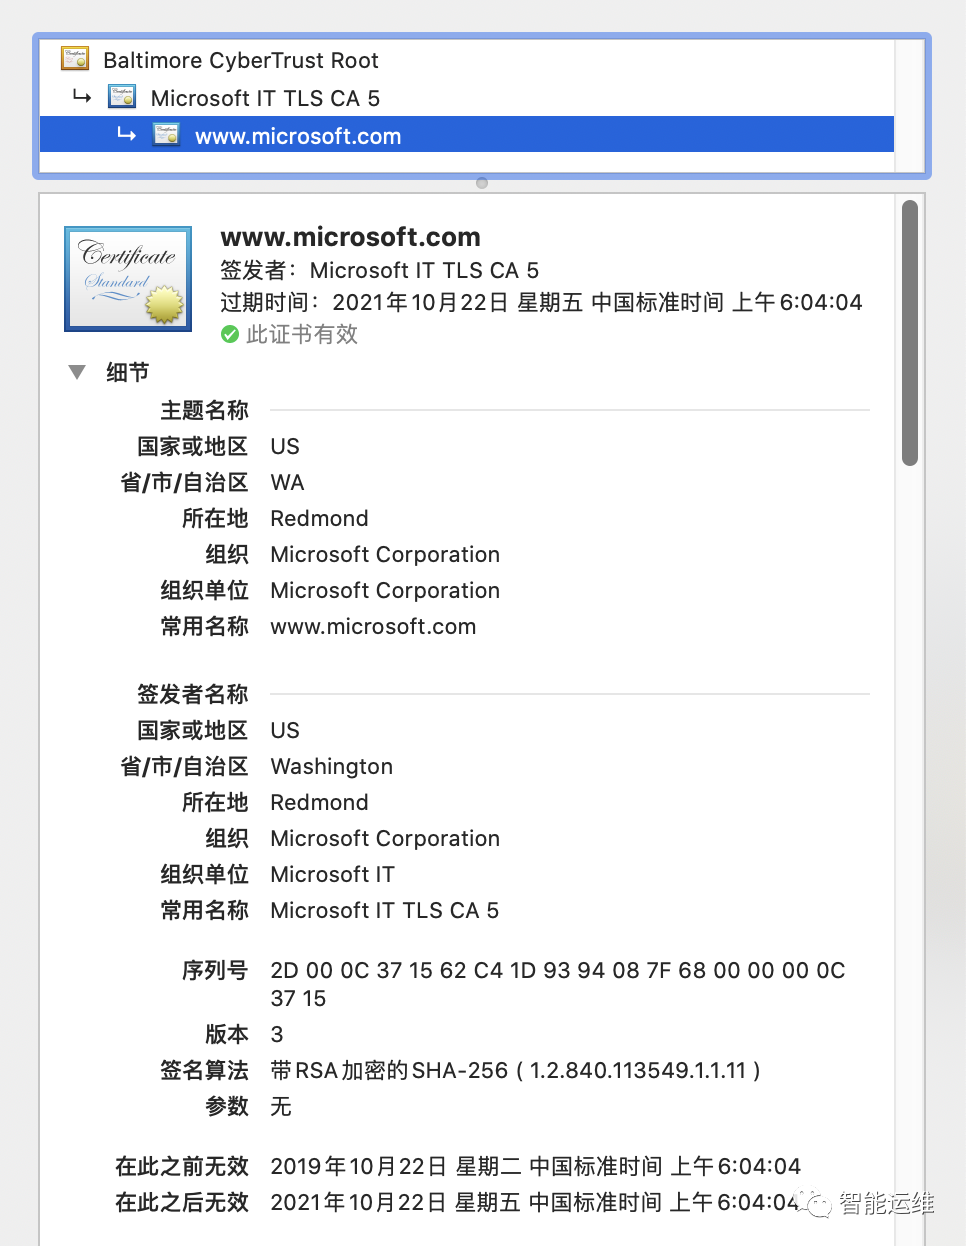 Baltimore CyberTrust Root
Microsoft IT TLS CA 5
www.microsoft.com
Certificate
Standard
www.microsoft.com
签发者：Microsoft IT TLS CA 5
过期时间：2021年10月22日 星期五 中国标准时间 上午6:04:04
此证书有效
细节
主题名称
国家或地区 US
省/市/自治区 WA
所在地 Redmond
组织 Microsoft Corporation
组织单位 Microsoft Corporation
常用名称 www.microsoft.com
签发者名称
国家或地区 US
省/市/自治区 Washington
所在地 Redmond
组织 Microsoft Corporation
组织单位 Microsoft IT
常用名称 Microsoft IT TLS CA 5
序列号 2D 00 0C 37 15 62 C4 1D 93 94 08 7F 68 00 00 00 0C
37 15
版本 3
签名算法 带RSA加密的SHA-256 ( 1.2.840.113549.1.1.11 )
参数 无
在此之前无效 2019年10月22日 星期二 中国标准时间 上午6:04:04
在此之后无效 2021年10月22日 星期五 中国标准时间 上午6:04:04
智能运维